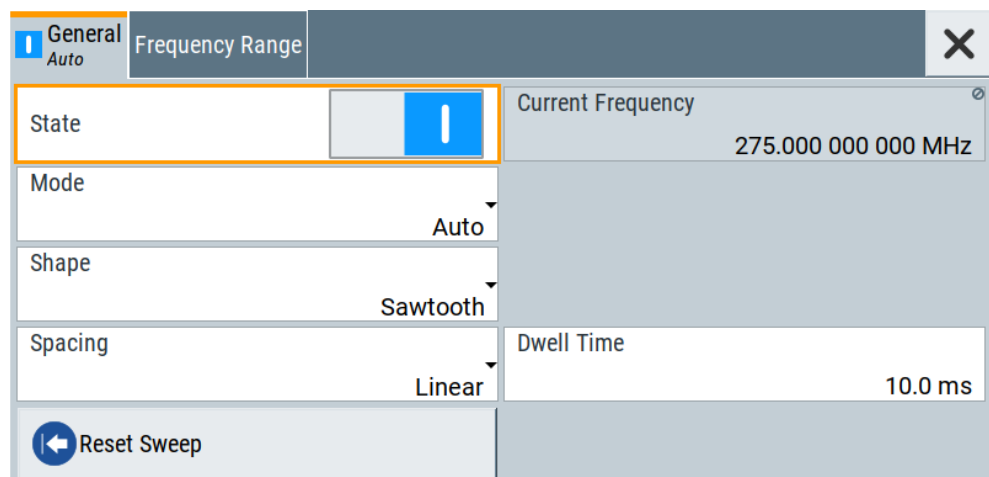 General
Auto
Frequency Range
State
Current Frequency
275.000 000 000 MHz
Mode
Auto
Shape
Sawtooth
Spacing
Linear
Dwell Time
10.0 ms
Reset Sweep